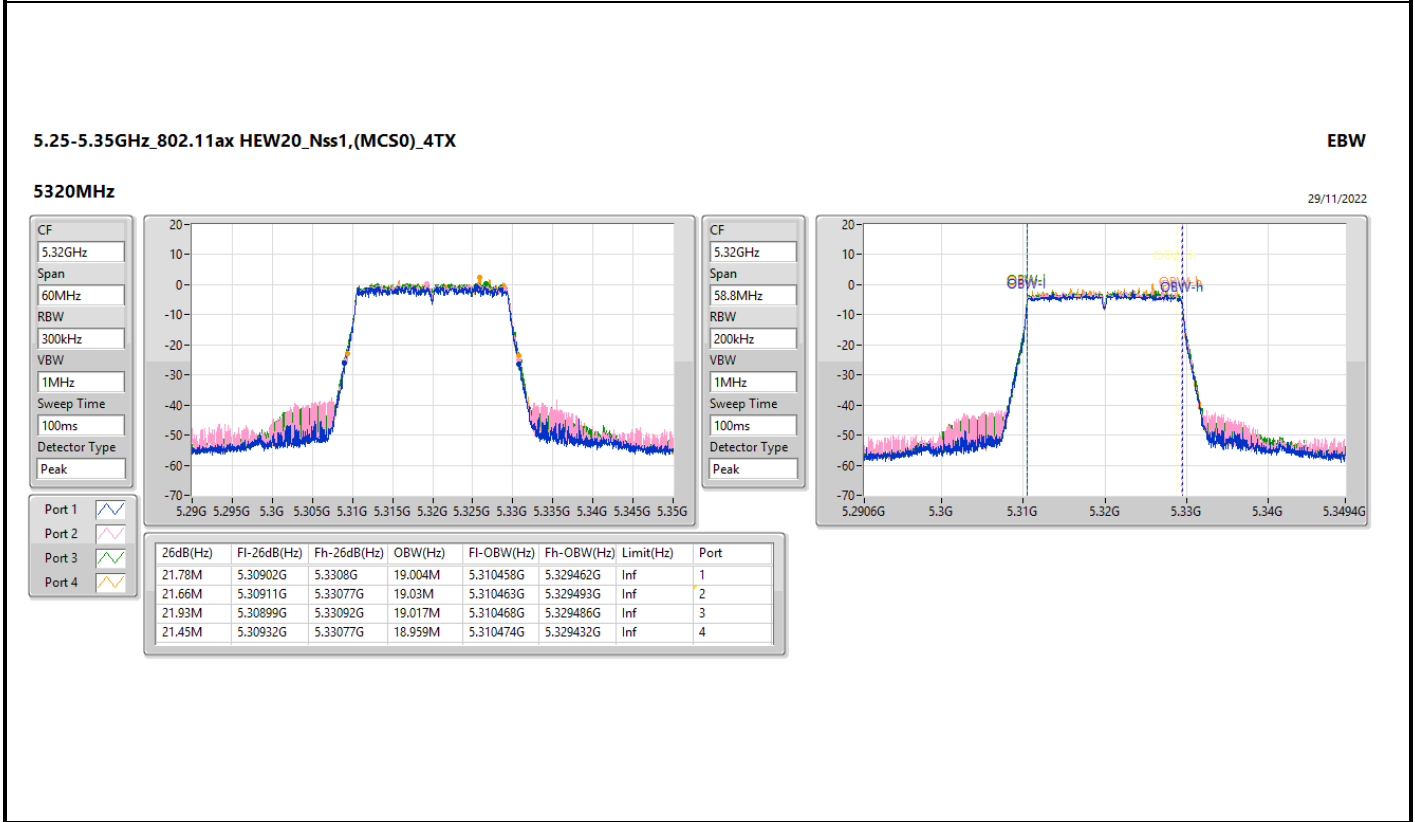 5.25-5.35GHz_802.11ax HEW20_Nss1,(MCS0)_4TX
EBW
5320MHz
29/11/2022
CF
5.32GHz
Span
60MHz
RBW
300kHz
VBW
1MHz
Sweep Time
100ms
Detector Type
Peak
20
10
0
-10
-20
-30
-40
-50
-60
-70
5.29G 5.295G 5.3G 5.305G 5.31G 5.315G 5.32G 5.325G 5.33G 5.335G 5.34G 5.345G 5.35G
CF
5.32GHz
Span
58.8MHz
RBW
200kHz
VBW
1MHz
Sweep Time
100ms
Detector Type
Peak
20
10
0
-10
-20
-30
-40
-50
-60
-70
OBW-l
OBW-h
5.2906G 5.3G 5.31G 5.32G 5.33G 5.34G 5.3494G
Port 1
Port 2
Port 3
Port 4
26dB(Hz) Fl-26dB(Hz) Fh-26dB(Hz) OBW(Hz) Fl-OBW(Hz) Fh-OBW(Hz) Limit(Hz) Port
21.78M 5.30902G 5.3308G 19.004M 5.310458G 5.329462G Inf 1
21.66M 5.30911G 5.33077G 19.03M 5.310463G 5.329493G Inf 2
21.93M 5.30899G 5.33092G 19.017M 5.310468G 5.329486G Inf 3
21.45M 5.30932G 5.33077G 18.959M 5.310474G 5.329432G Inf 4